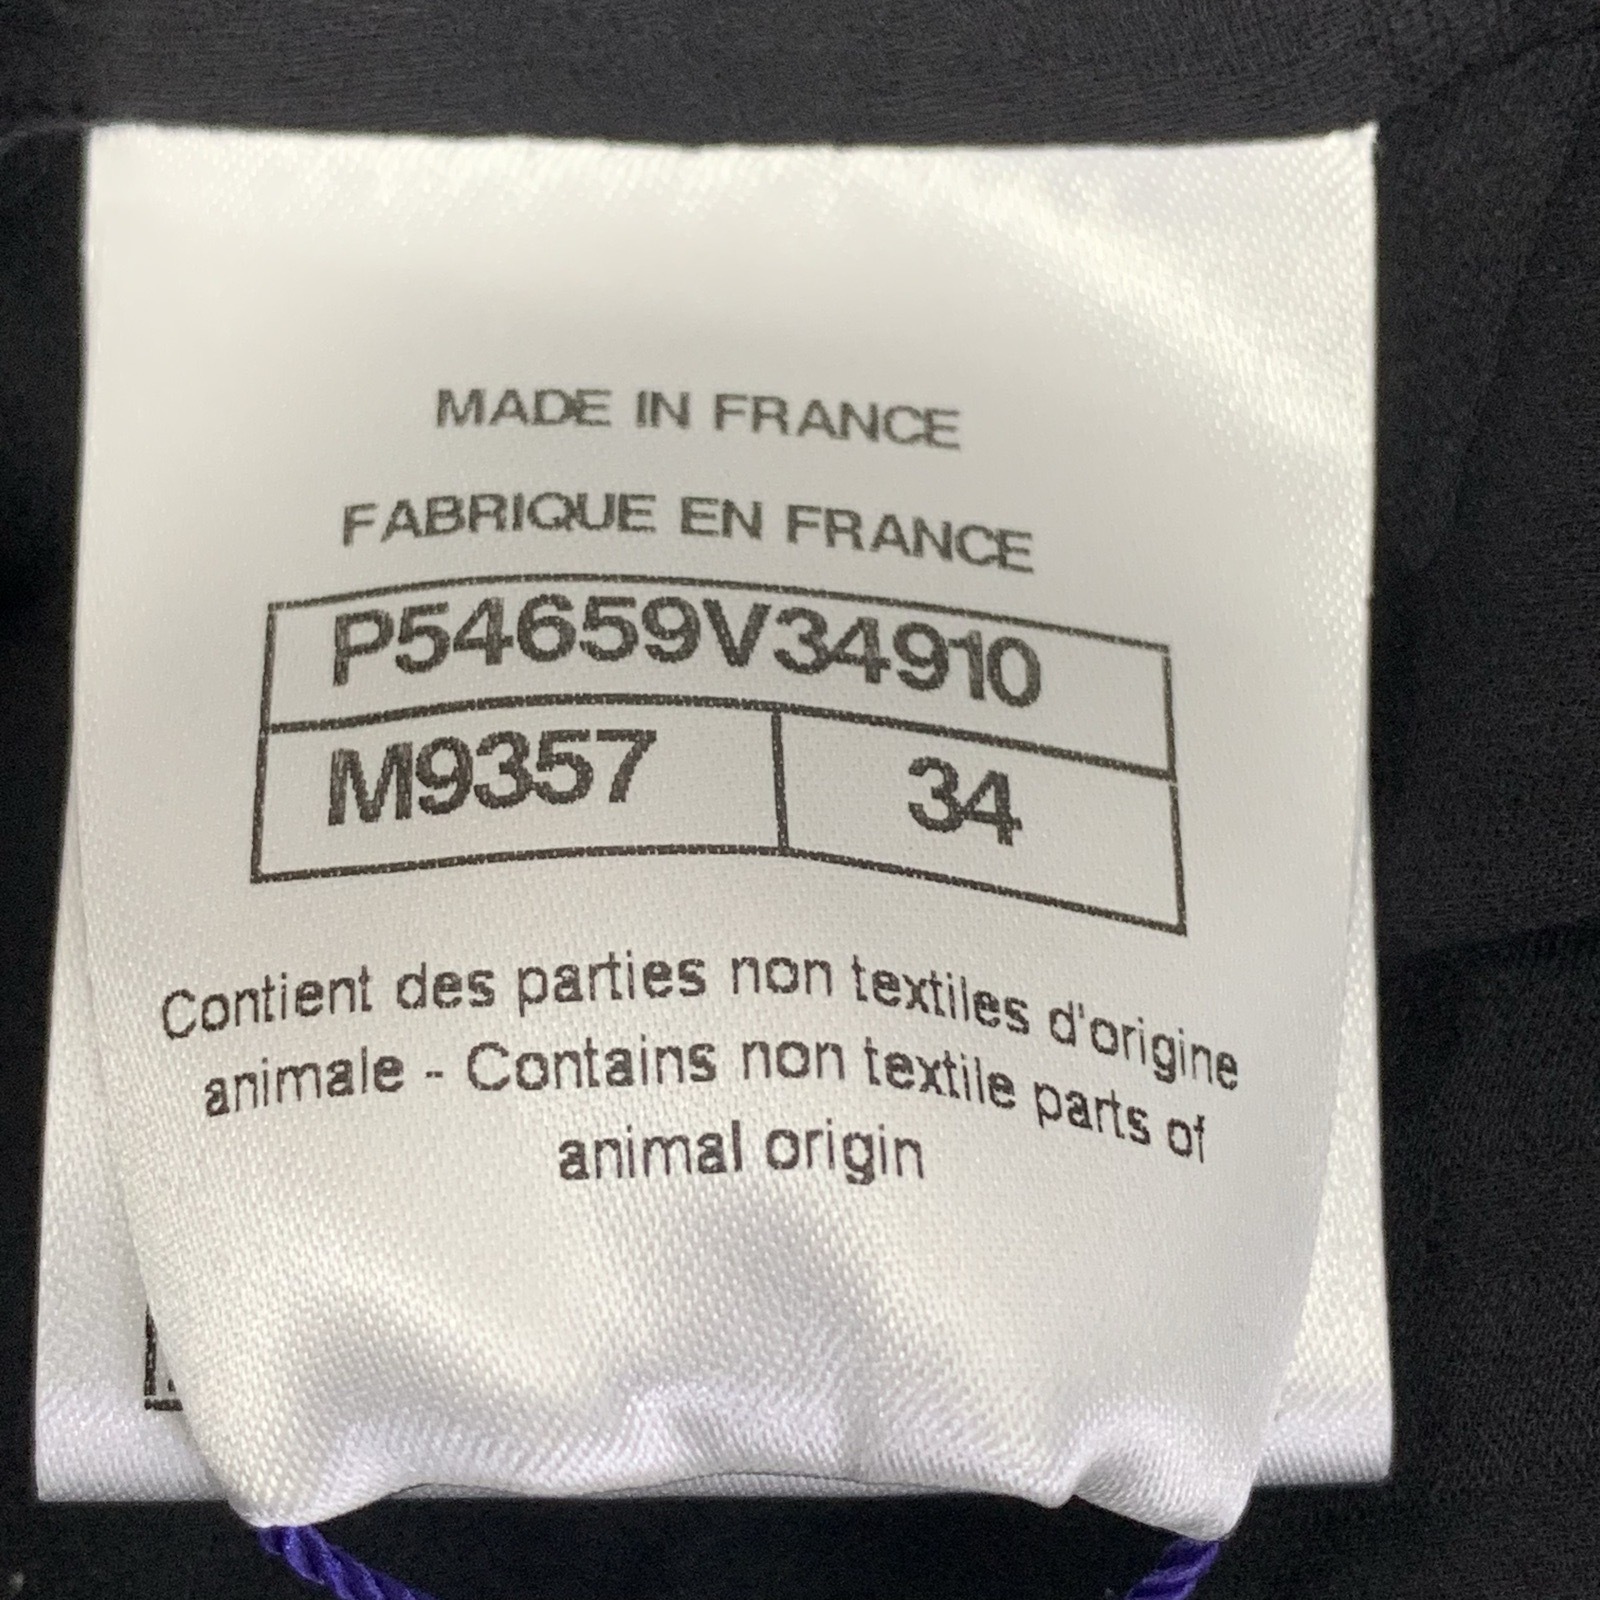 MADE IN FRANCE
FABRIQUE EN FRANCE
P54659V34910
M9357 34
Contient des parties non textiles d'origine
animale - Contains non textile parts of
animal origin